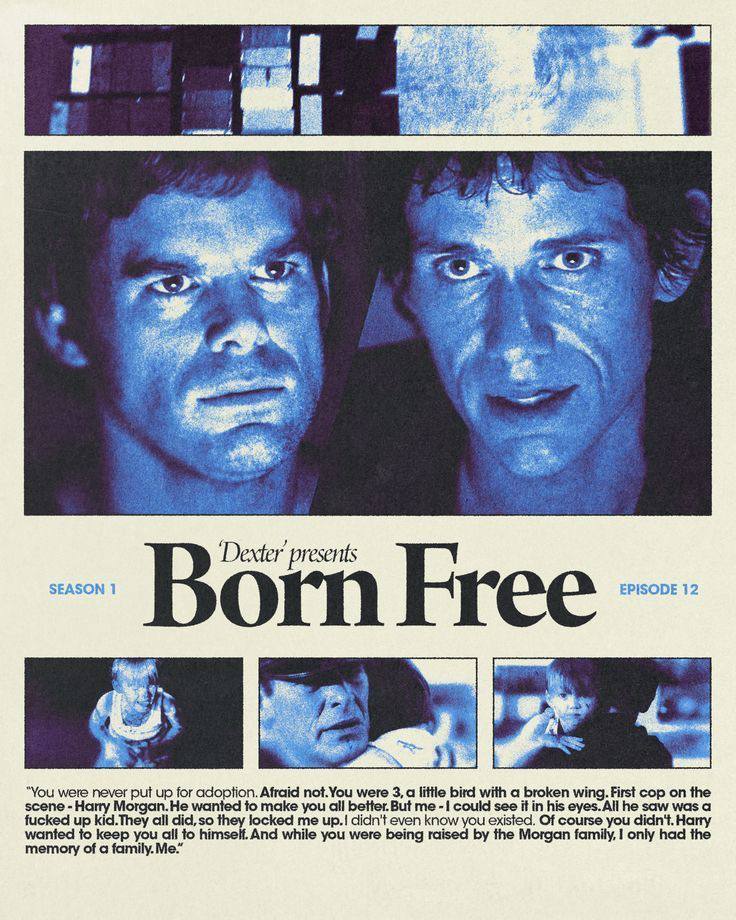 'Dexter' presents
Born Free
SEASON 1
EPISODE 12
"You were never put up for adoption. Afraid not. You were 3, a little bird with a broken wing. First cop on the
scene - Harry Morgan. He wanted to make you all better. But me - I could see it in his eyes. All he saw was a
fucked up kid. They all did, so they locked me up. I didn't even know you existed. Of course you didn't. Harry
wanted to keep you all to himself. And while you were being raised by the Morgan family, I only had the
memory of a family. Me."